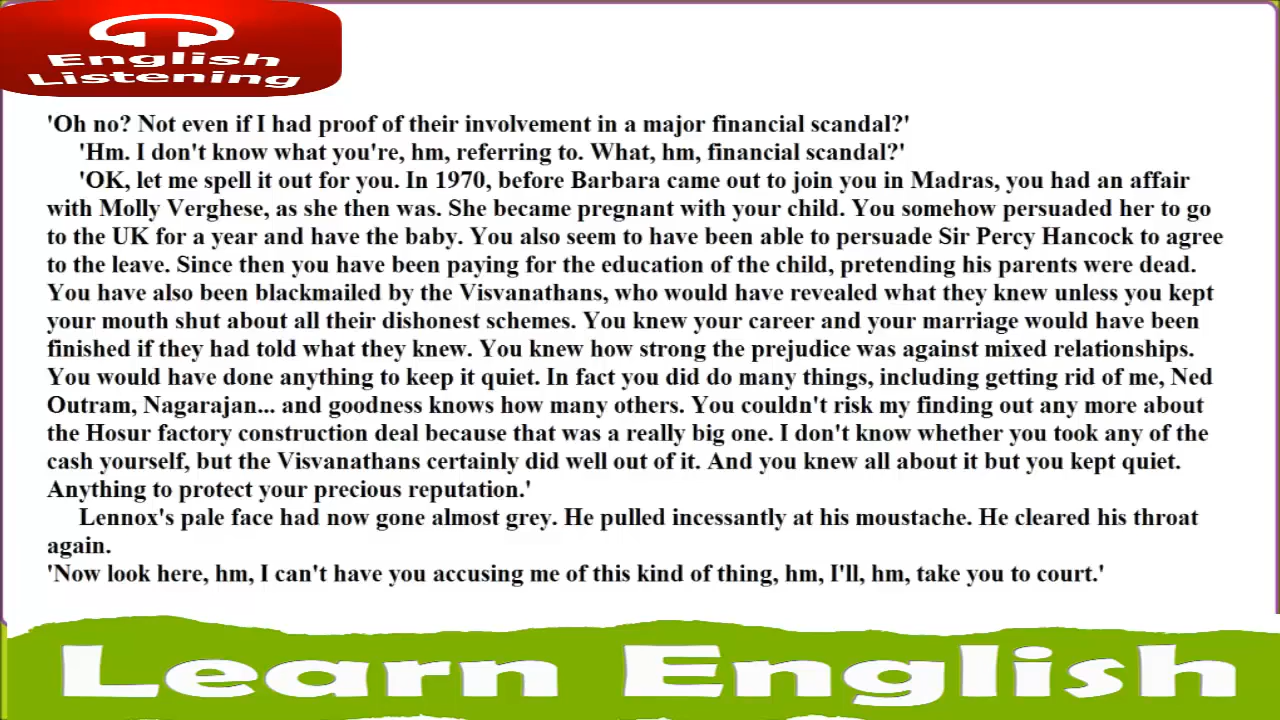 English
Listening
'Oh no? Not even if I had proof of their involvement in a major financial scandal?'
'Hm. I don't know what you're, hm, referring to. What, hm, financial scandal?'
'OK, let me spell it out for you. In 1970, before Barbara came out to join you in Madras, you had an affair
with Molly Verghese, as she then was. She became pregnant with your child. You somehow persuaded her to go
to the UK for a year and have the baby. You also seem to have been able to persuade Sir Percy Hancock to agree
to the leave. Since then you have been paying for the education of the child, pretending his parents were dead.
You have also been blackmailed by the Visvanathans, who would have revealed what they knew unless you kept
your mouth shut about all their dishonest schemes. You knew your career and your marriage would have been
finished if they had told what they knew. You knew how strong the prejudice was against mixed relationships.
You would have done anything to keep it quiet. In fact you did do many things, including getting rid of me, Ned
Outram, Nagarajan... and goodness knows how many others. You couldn't risk my finding out any more about
the Hosur factory construction deal because that was a really big one. I don't know whether you took any of the
cash yourself, but the Visvanathans certainly did well out of it. And you knew all about it but you kept quiet.
Anything to protect your precious reputation.'
Lennox's pale face had now gone almost grey. He pulled incessantly at his moustache. He cleared his throat
again.
'Now look here, hm, I can't have you accusing me of this kind of thing, hm, I'll, hm, take you to court.'
Learn English